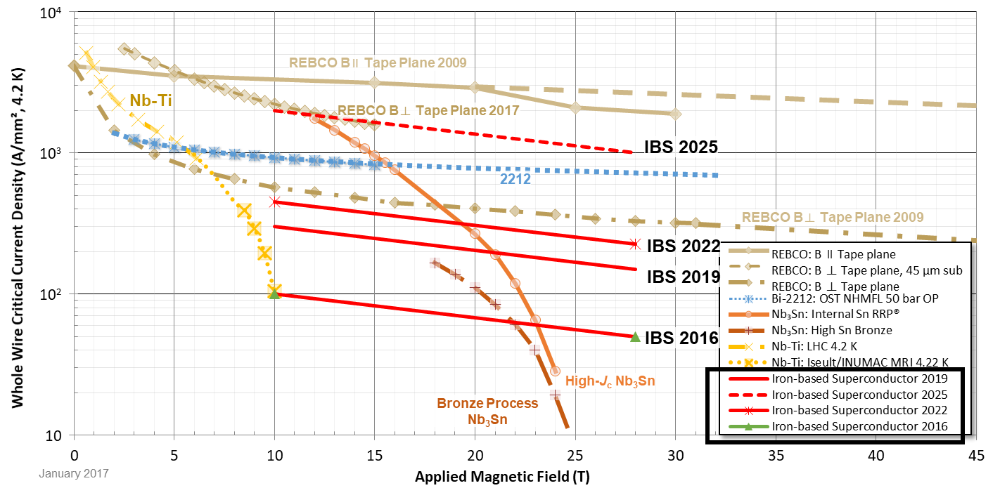 Whole Wire Critical Current Density (A/mm², 4.2 K)
10⁴
10³
10²
10
REBCO B∥ Tape Plane 2009
Nb-Ti
REBCO B⊥ Tape Plane 2017
IBS 2025
2212
REBCO B⊥ Tape Plane 2009
IBS 2022
IBS 2019
IBS 2016
High-Jc Nb₃Sn
Bronze Process
Nb₃Sn
REBCO: B ∥ Tape plane
REBCO: B ⊥ Tape plane, 45 μm sub
REBCO: B ⊥ Tape plane
Bi-2212: OST NHMFL 50 bar OP
Nb₃Sn: Internal Sn RRP®
Nb₃Sn: High Sn Bronze
Nb-Ti: LHC 4.2 K
Nb-Ti: Iseult/INUMAC MRI 4.22 K
Iron-based Superconductor 2019
Iron-based Superconductor 2025
Iron-based Superconductor 2022
Iron-based Superconductor 2016
0 5 10 15 20 25 30 35 40 45
Applied Magnetic Field (T)
January 2017